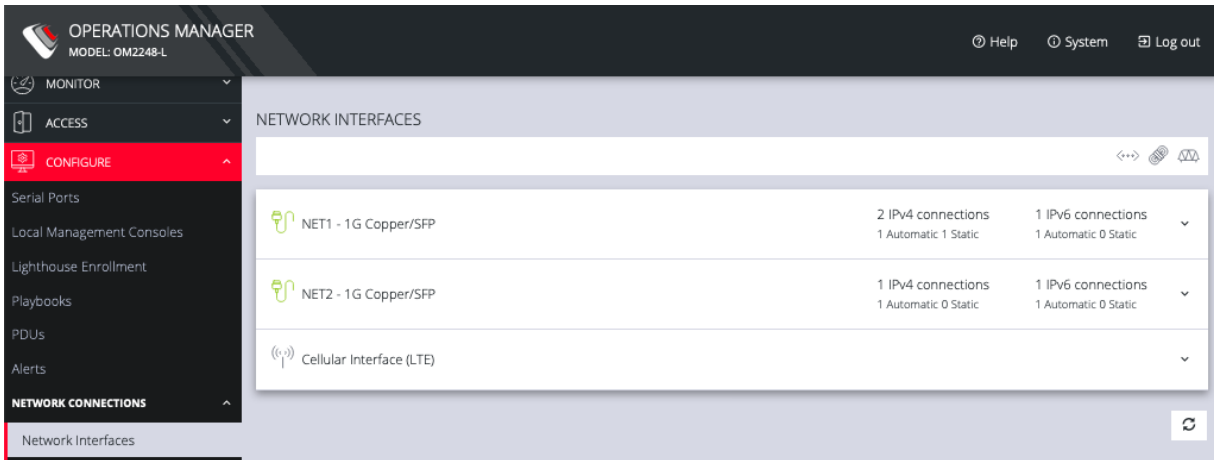 OPERATIONS MANAGER
MODEL: OM2248-L
Help
System
Log out
MONITOR
ACCESS
CONFIGURE
Serial Ports
Local Management Consoles
Lighthouse Enrollment
Playbooks
PDUs
Alerts
NETWORK CONNECTIONS
Network Interfaces
NETWORK INTERFACES
NET1 - 1G Copper/SFP
2 IPv4 connections
1 Automatic 1 Static
1 IPv6 connections
1 Automatic 0 Static
NET2 - 1G Copper/SFP
1 IPv4 connections
1 Automatic 0 Static
1 IPv6 connections
1 Automatic 0 Static
Cellular Interface (LTE)